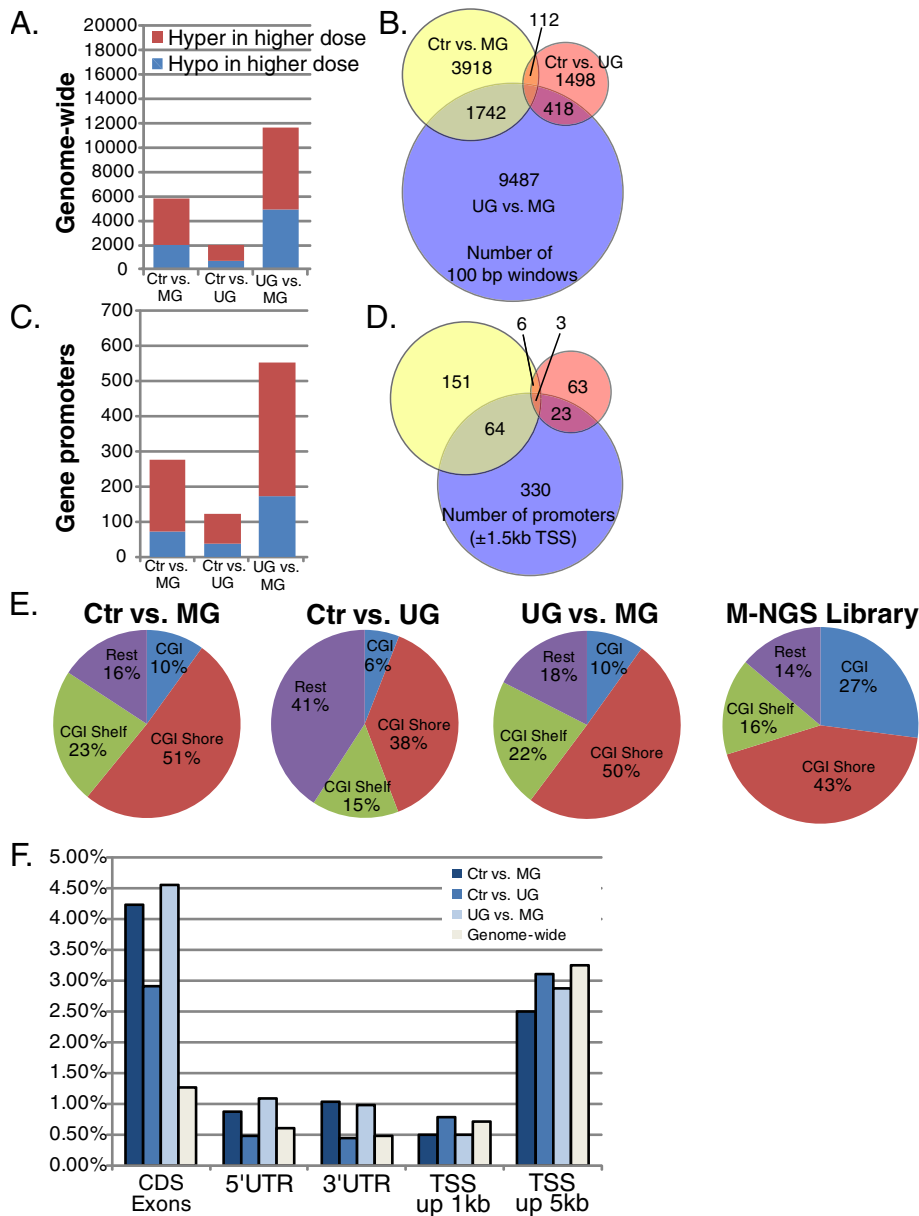 A.
Genome-wide
20000
18000
16000
14000
12000
10000
8000
6000
4000
2000
0
Hyper in higher dose
Hypo in higher dose
Ctr vs.
MG
Ctr vs.
UG
UG vs.
MG
B.
112
Ctr vs. MG
3918
Ctr vs. UG
1498
1742
418
9487
UG vs. MG
Number of
100 bp windows
C.
Gene promoters
700
600
500
400
300
200
100
0
Ctr vs.
MG
Ctr vs.
UG
UG vs.
MG
D.
6
3
151
63
64
23
330
Number of promoters
(±1.5kb TSS)
E.
Ctr vs. MG
CGI
10%
CGI Shore
51%
CGI Shelf
23%
Rest
16%
Ctr vs. UG
CGI
6%
CGI Shore
38%
CGI Shelf
15%
Rest
41%
UG vs. MG
CGI
10%
CGI Shore
50%
CGI Shelf
22%
Rest
18%
M-NGS Library
CGI
27%
CGI Shore
43%
CGI Shelf
16%
Rest
14%
F.
5.00%
4.50%
4.00%
3.50%
3.00%
2.50%
2.00%
1.50%
1.00%
0.50%
0.00%
Ctr vs. MG
Ctr vs. UG
UG vs. MG
Genome-wide
CDS
Exons
5'UTR
3'UTR
TSS
up 1kb
TSS
up 5kb